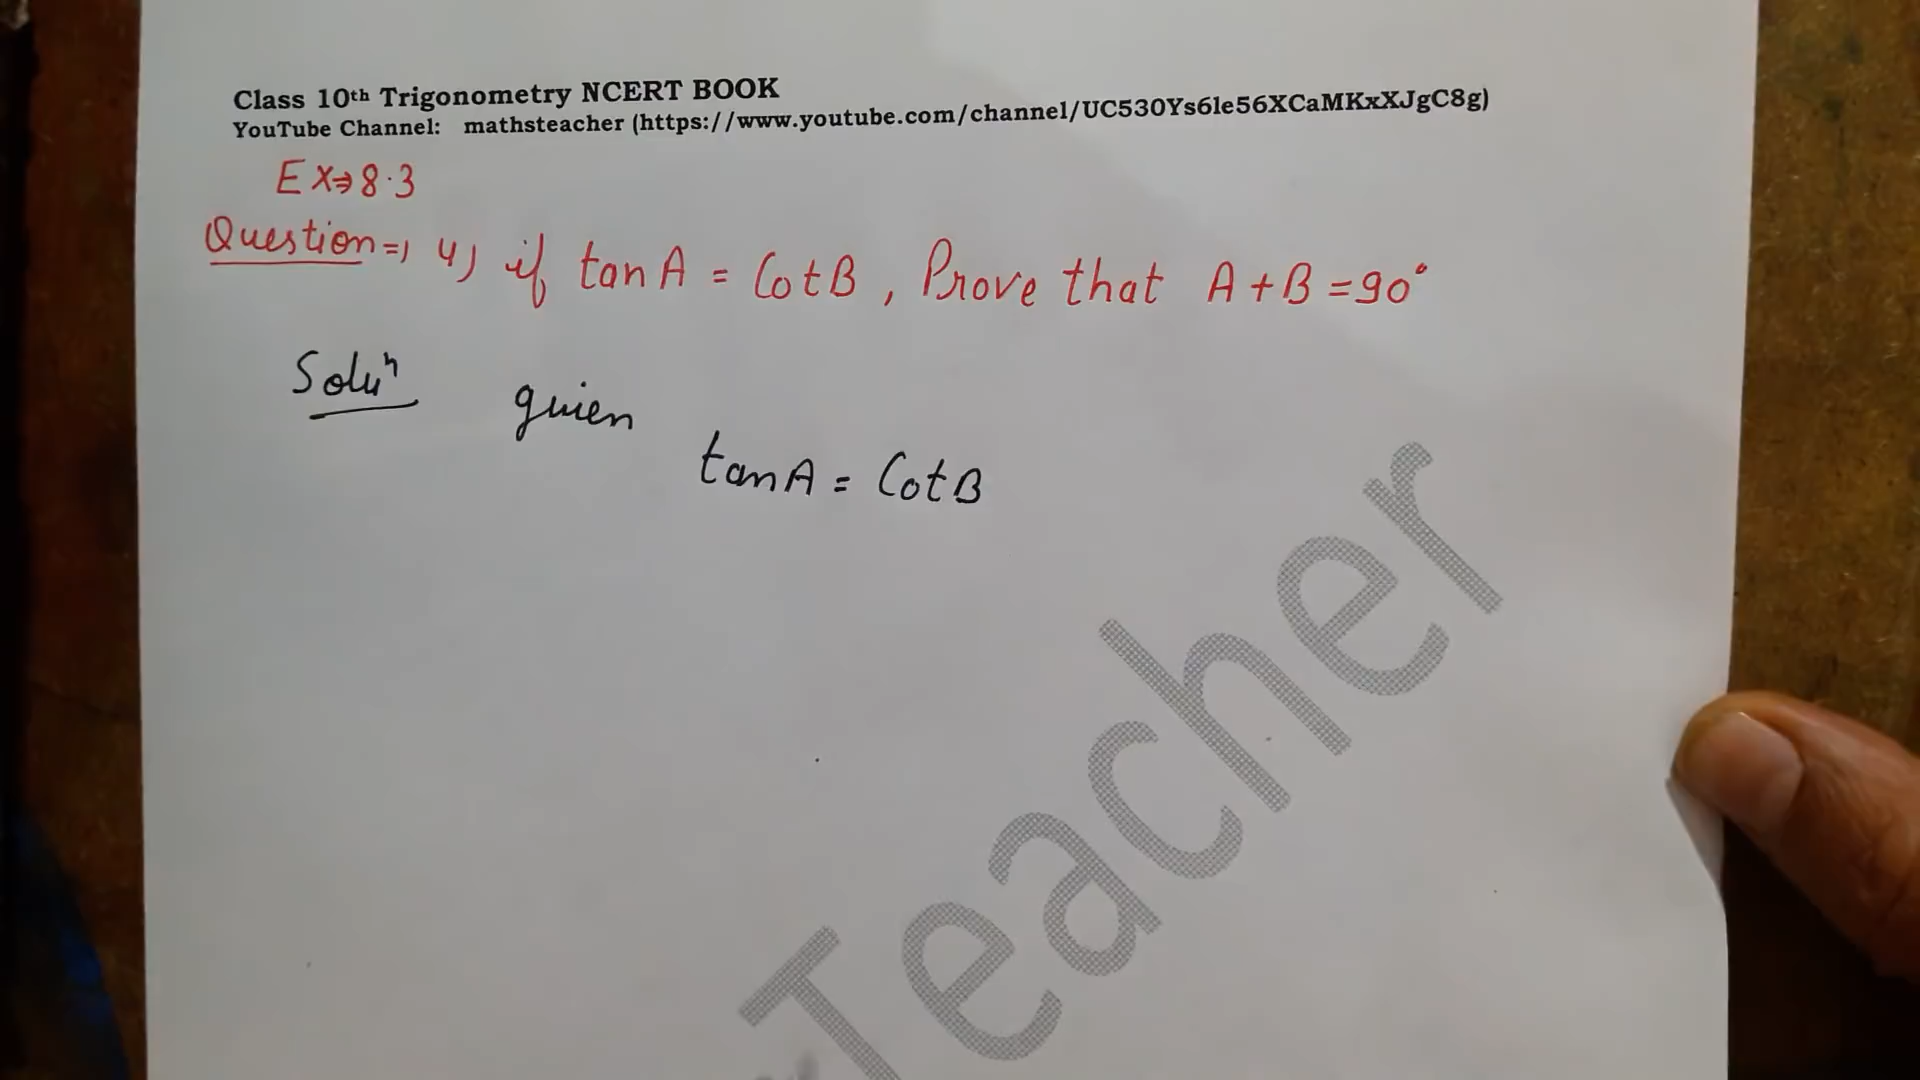 Class 10th Trigonometry NCERT BOOK
YouTube Channel: mathsteacher (https://www.youtube.com/channel/UC530Ys6le56XCaMKxXJgC8g)
Ex⇒8.3
Question⇒ 4) if tanA = CotB, Prove that A+B=90°
Soluⁿ given
tanA = CotB
Teacher